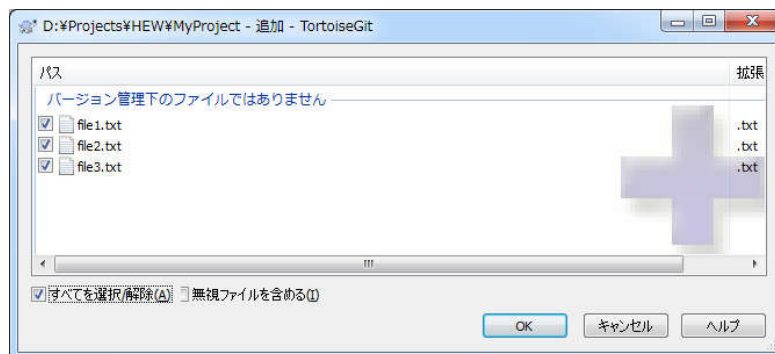 D:¥Projects¥HEW¥MyProject - 追加 - TortoiseGit
パス 拡張
バージョン管理下のファイルではありません
file1.txt .txt
file2.txt .txt
file3.txt .txt
すべてを選択/解除(A) 無視ファイルを含める(I)
OK キャンセル ヘルプ